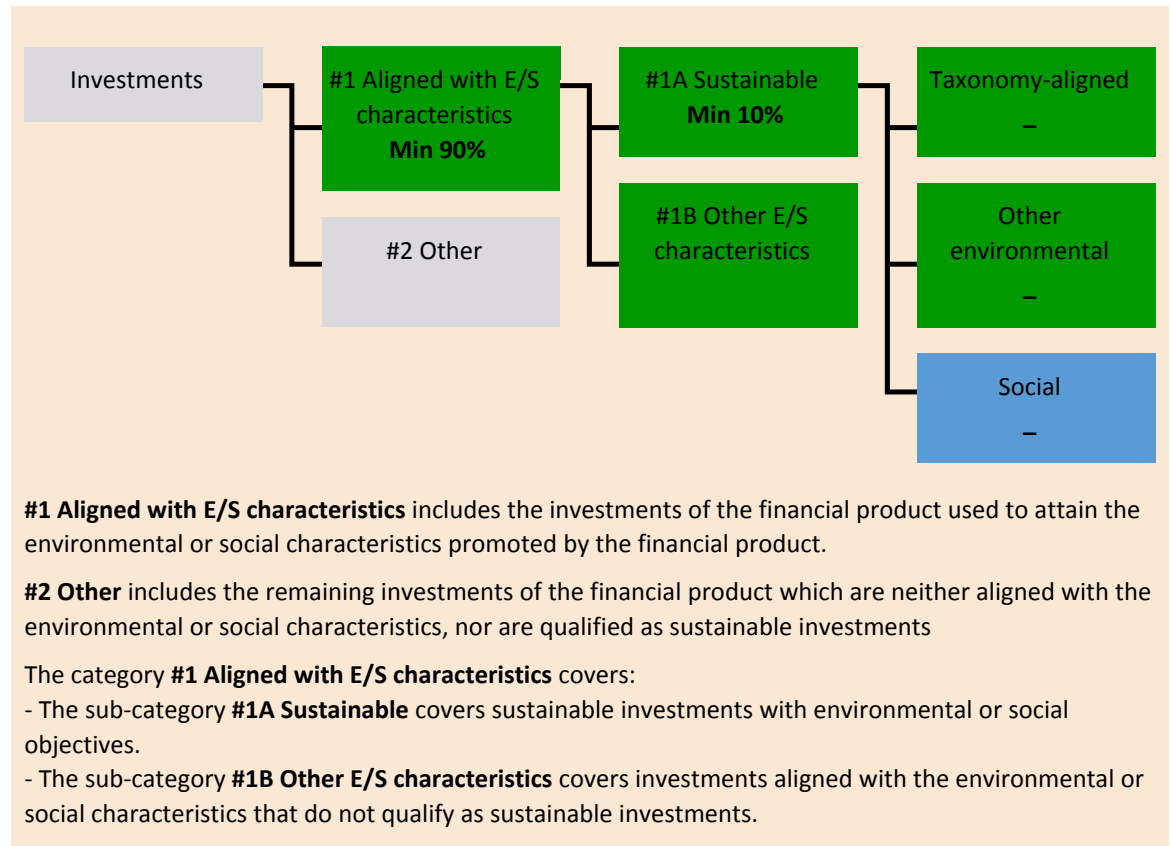 Investments
#1 Aligned with E/S
characteristics
Min 90%
#2 Other
#1A Sustainable
Min 10%
#1B Other E/S
characteristics
Taxonomy-aligned
–
Other
environmental
–
Social
–
#1 Aligned with E/S characteristics includes the investments of the financial product used to attain the
environmental or social characteristics promoted by the financial product.
#2 Other includes the remaining investments of the financial product which are neither aligned with the
environmental or social characteristics, nor are qualified as sustainable investments
The category #1 Aligned with E/S characteristics covers:
- The sub-category #1A Sustainable covers sustainable investments with environmental or social
objectives.
- The sub-category #1B Other E/S characteristics covers investments aligned with the environmental or
social characteristics that do not qualify as sustainable investments.